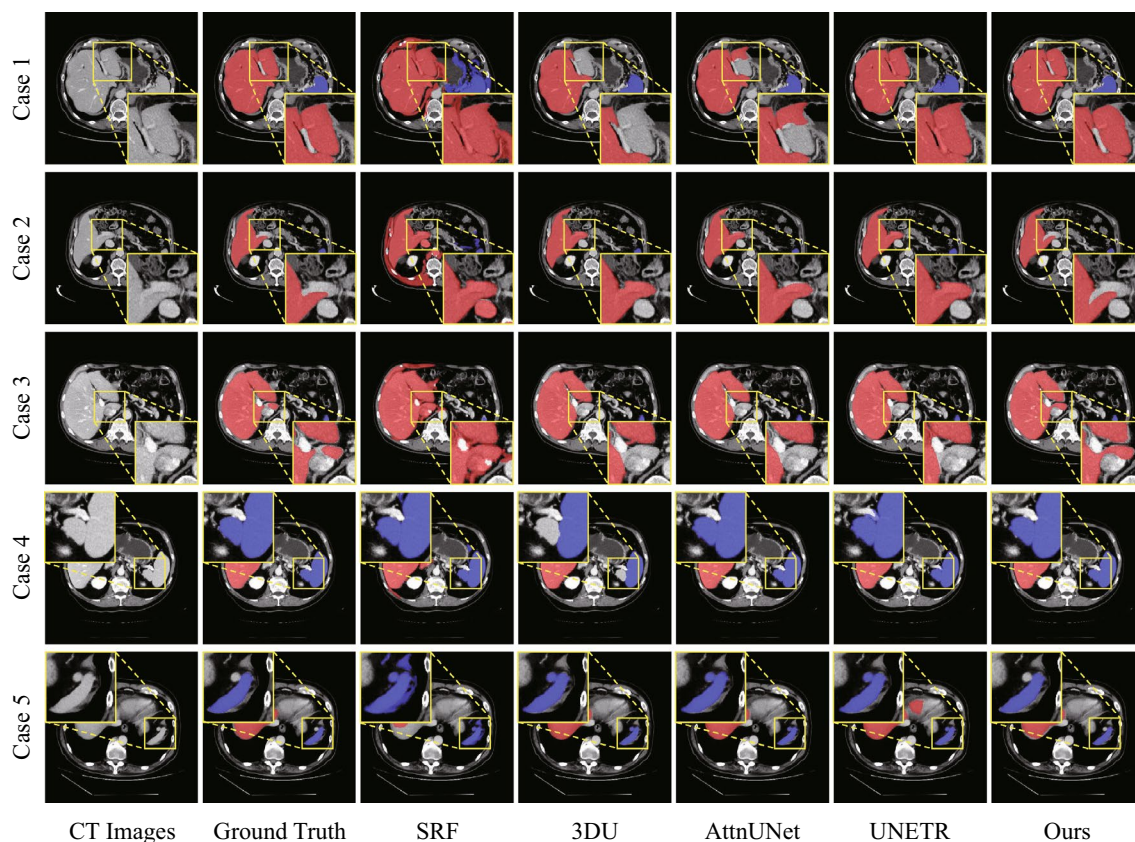 Case 1
Case 2
Case 3
Case 4
Case 5
CT Images Ground Truth SRF 3DU AttnUNet UNETR Ours